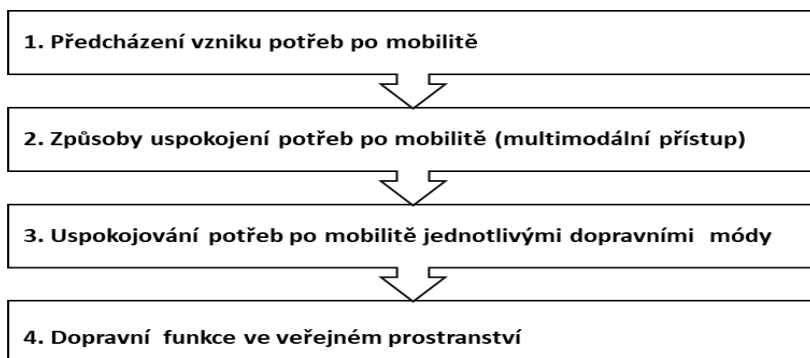 1. Předcházení vzniku potřeb po mobilitě
2. Způsoby uspokojení potřeb po mobilitě (multimodální přístup)
3. Uspokojování potřeb po mobilitě jednotlivými dopravními módy
4. Dopravní funkce ve veřejném prostranství